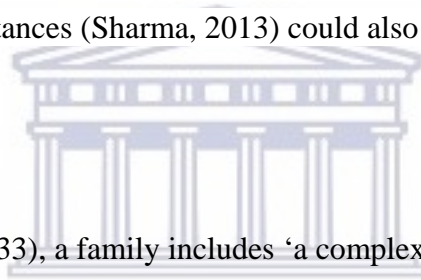 tances (Sharma, 2013) could also
33), a family includes ‘a complex